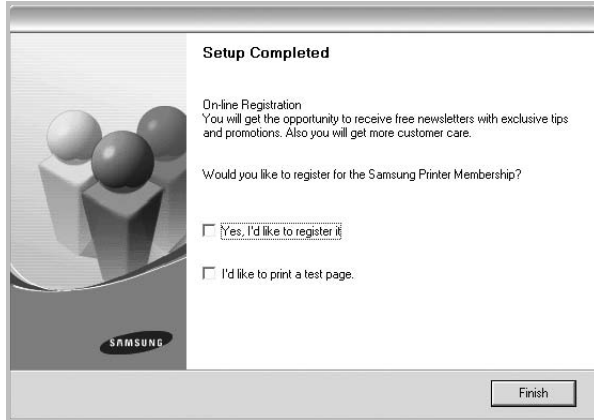 Setup Completed
On-line Registration
You will get the opportunity to receive free newsletters with exclusive tips
and promotions. Also you will get more customer care.
Would you like to register for the Samsung Printer Membership?
Yes, I'd like to register it
I'd like to print a test page.
SAMSUNG
Finish